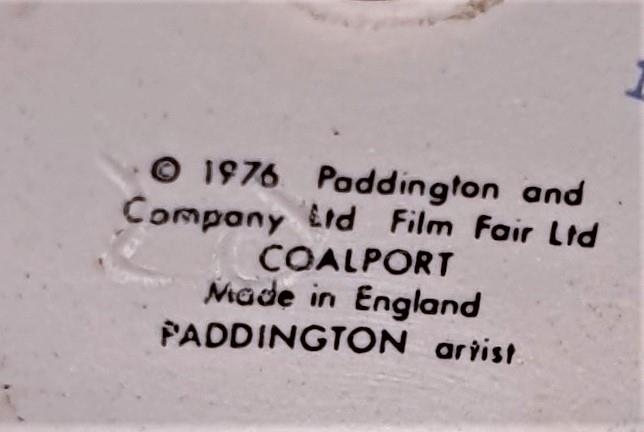 © 1976 Paddington and
Company Ltd Film Fair Ltd
COALPORT
Made in England
PADDINGTON artist